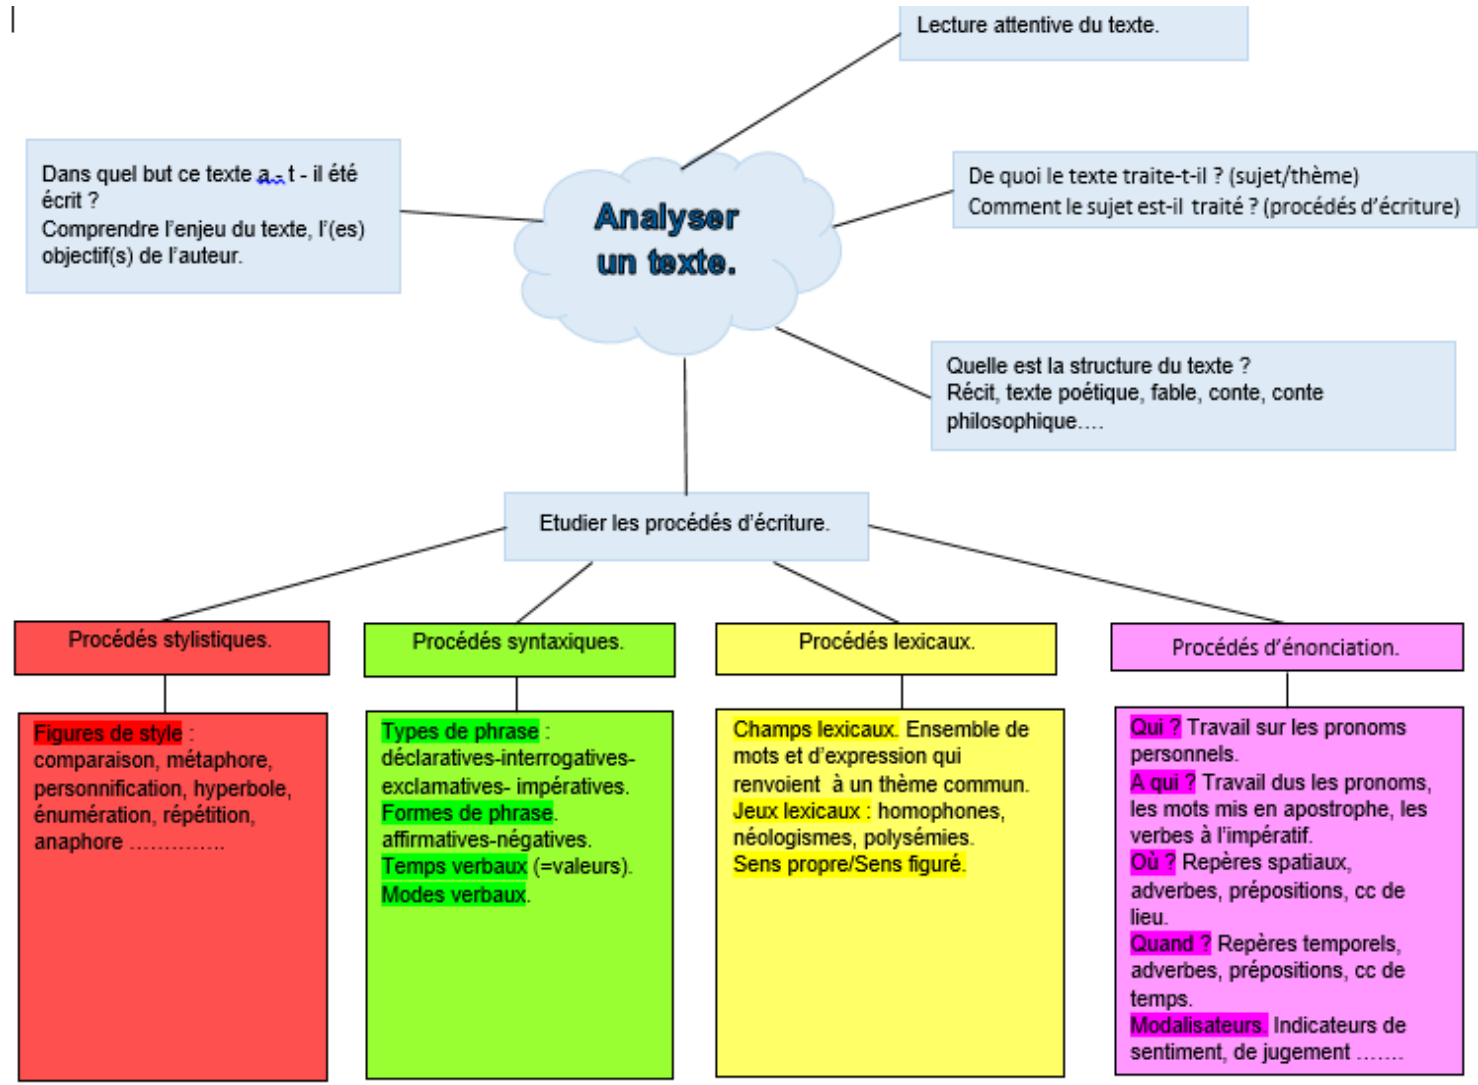 Lecture attentive du texte.
Dans quel but ce texte a - t - il été
écrit ?
Comprendre l'enjeu du texte, l'(es)
objectif(s) de l'auteur.
Analyser
un texte.
De quoi le texte traite-t-il ? (sujet/thème)
Comment le sujet est-il traité ? (procédés d'écriture)
Quelle est la structure du texte ?
Récit, texte poétique, fable, conte, conte
philosophique….
Etudier les procédés d'écriture.
Procédés stylistiques.
Figures de style :
comparaison, métaphore,
personnification, hyperbole,
énumération, répétition,
anaphore …………..
Procédés syntaxiques.
Types de phrase :
déclaratives-interrogatives-
exclamatives- impératives.
Formes de phrase.
affirmatives-négatives.
Temps verbaux (=valeurs).
Modes verbaux.
Procédés lexicaux.
Champs lexicaux. Ensemble de
mots et d'expression qui
renvoient à un thème commun.
Jeux lexicaux : homophones,
néologismes, polysémies.
Sens propre/Sens figuré.
Procédés d'énonciation.
Qui ? Travail sur les pronoms
personnels.
A qui ? Travail dus les pronoms,
les mots mis en apostrophe, les
verbes à l'impératif.
Où ? Repères spatiaux,
adverbes, prépositions, cc de
lieu.
Quand ? Repères temporels,
adverbes, prépositions, cc de
temps.
Modalisateurs. Indicateurs de
sentiment, de jugement …….